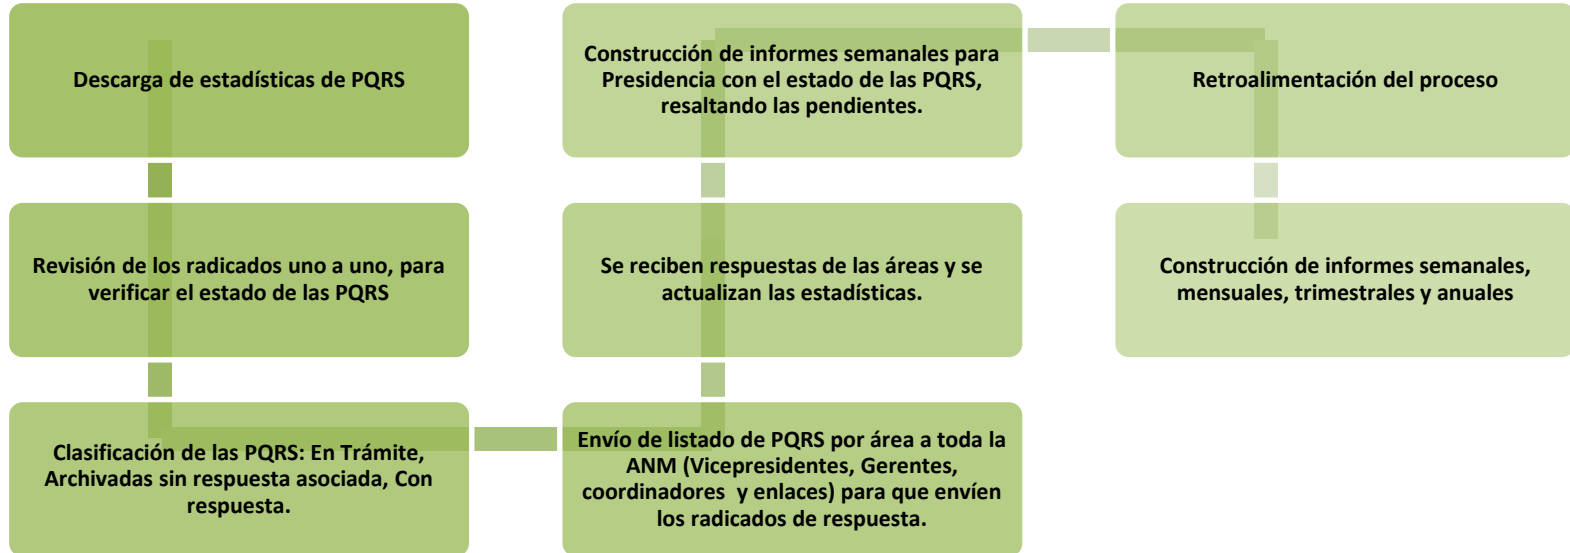 Descarga de estadísticas de PQRS
Revisión de los radicados uno a uno, para
verificar el estado de las PQRS
Clasificación de las PQRS: En Trámite,
Archivadas sin respuesta asociada, Con
respuesta.
Envío de listado de PQRS por área a toda la
ANM (Vicepresidentes, Gerentes,
coordinadores y enlaces) para que envíen
los radicados de respuesta.
Se reciben respuestas de las áreas y se
actualizan las estadísticas.
Construcción de informes semanales para
Presidencia con el estado de las PQRS,
resaltando las pendientes.
Retroalimentación del proceso
Construcción de informes semanales,
mensuales, trimestrales y anuales